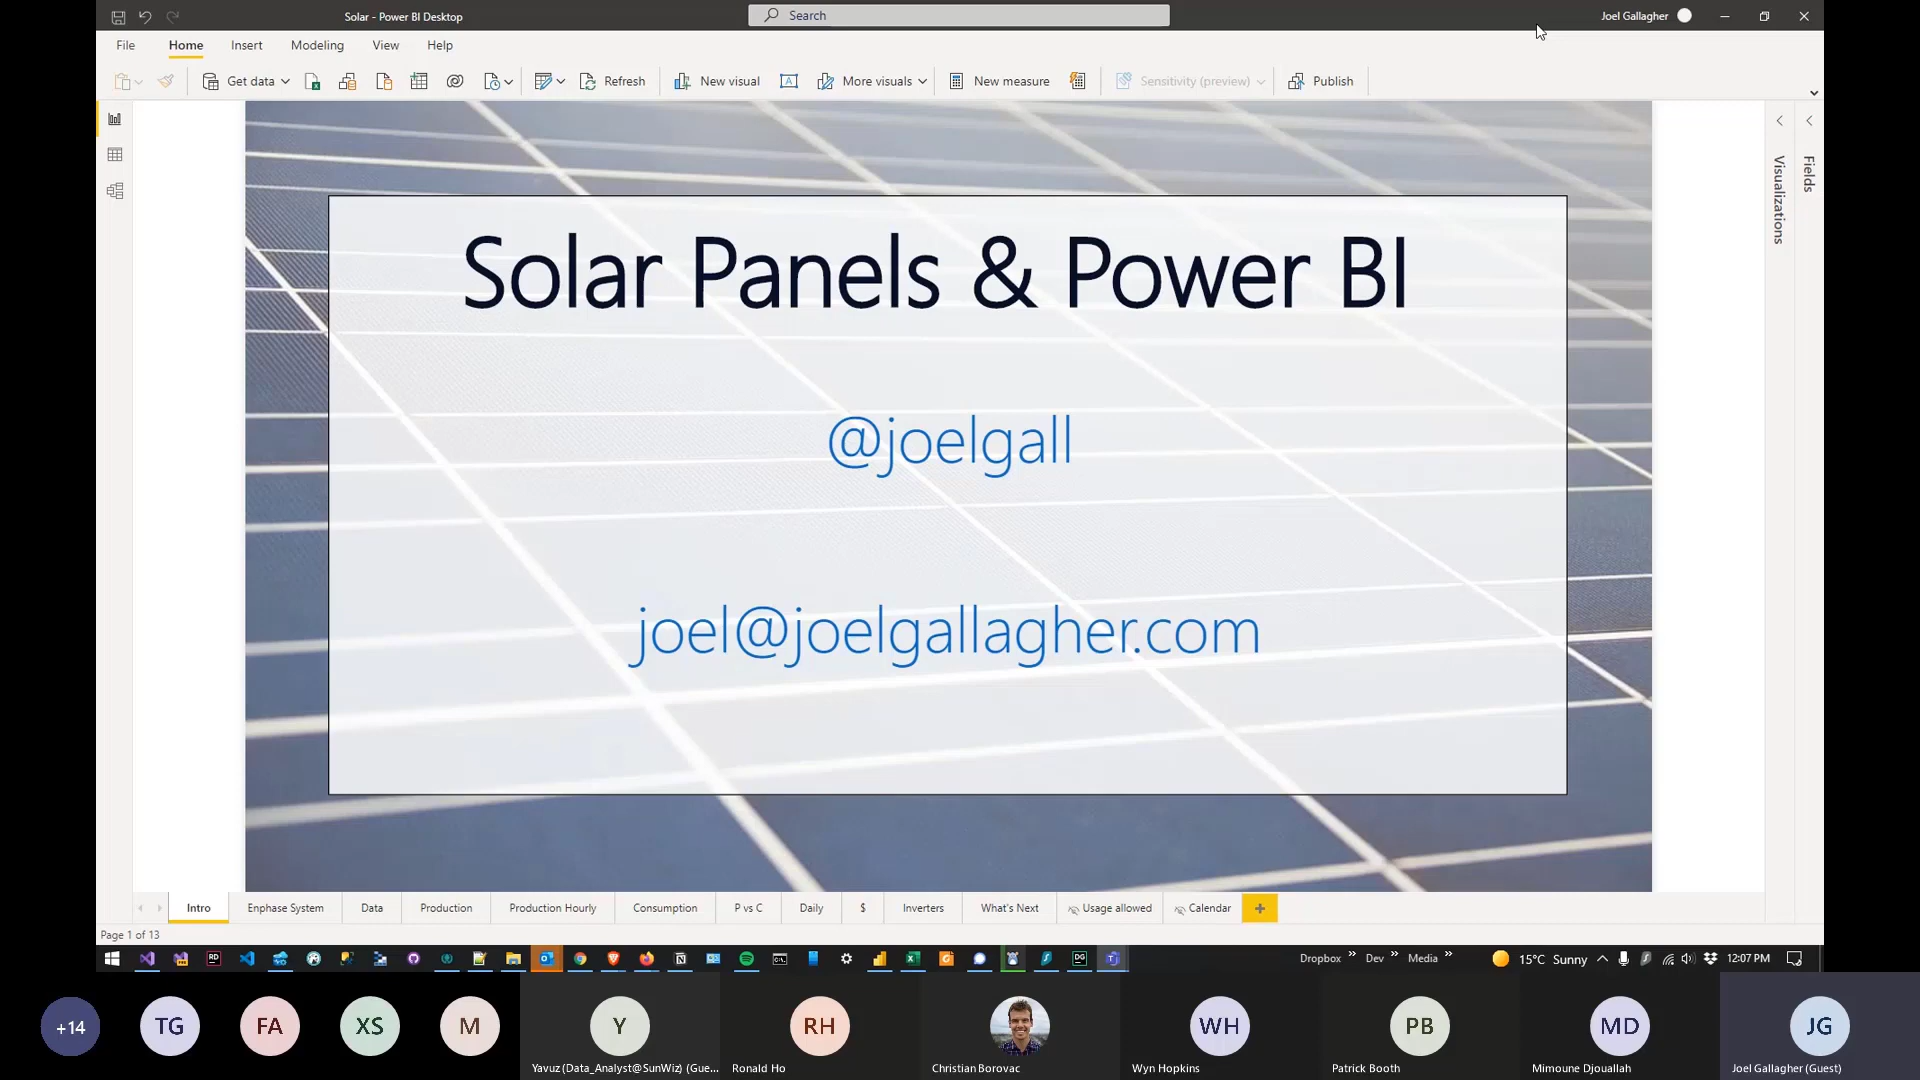 Solar - Power BI Desktop
Search
Joel Gallagher
File Home Insert Modeling View Help
Get data Refresh New visual More visuals New measure Sensitivity (preview) Publish
Visualizations
Fields
Solar Panels & Power BI
@joelgall
joel@joelgallagher.com
Intro Enphase System Data Production Production Hourly Consumption P vs C Daily $ Inverters What's Next Usage allowed Calendar +
Page 1 of 13
Dropbox » Dev » Media » 15°C Sunny 12:07 PM
+14 TG FA XS M Y RH WH PB MD JG
Yavuz (Data_Analyst@SunWiz) (Gue... Ronald Ho Christian Borovac Wyn Hopkins Patrick Booth Mimoune Djouallah Joel Gallagher (Guest)